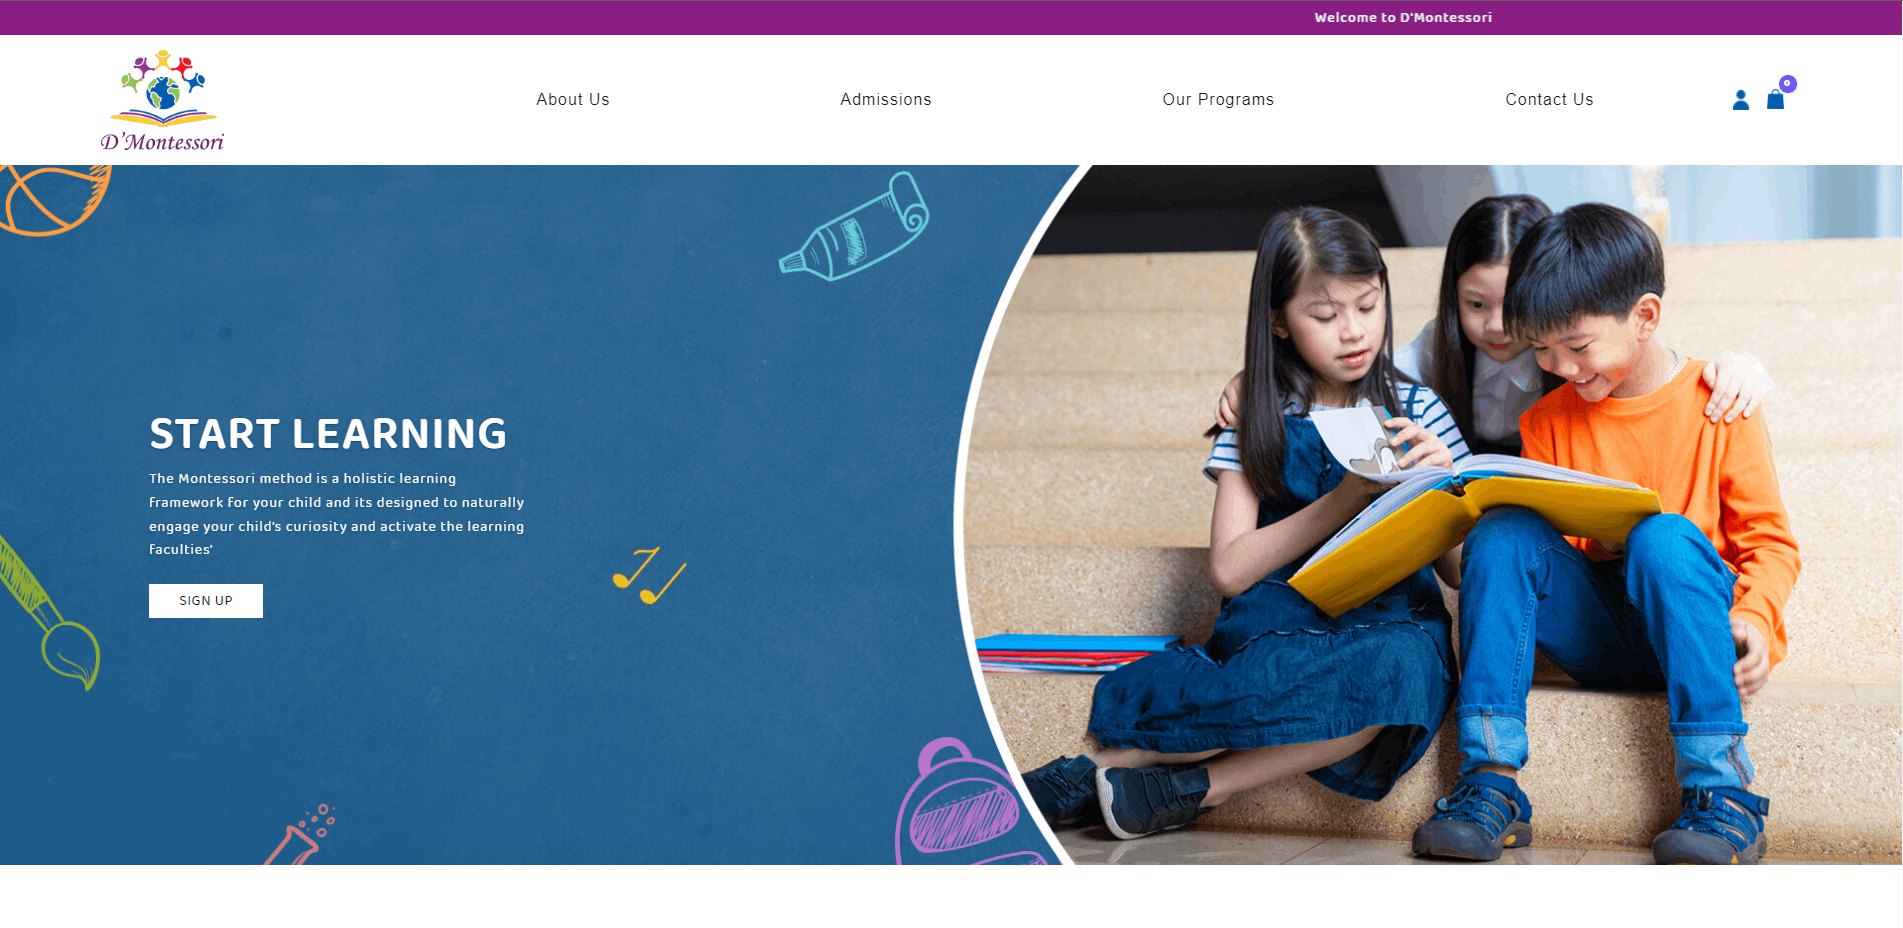 Welcome to D'Montessori
D'Montessori
About Us
Admissions
Our Programs
Contact Us
0
START LEARNING
The Montessori method is a holistic learning
framework for your child and its designed to naturally
engage your child's curiosity and activate the learning
faculties'
SIGN UP